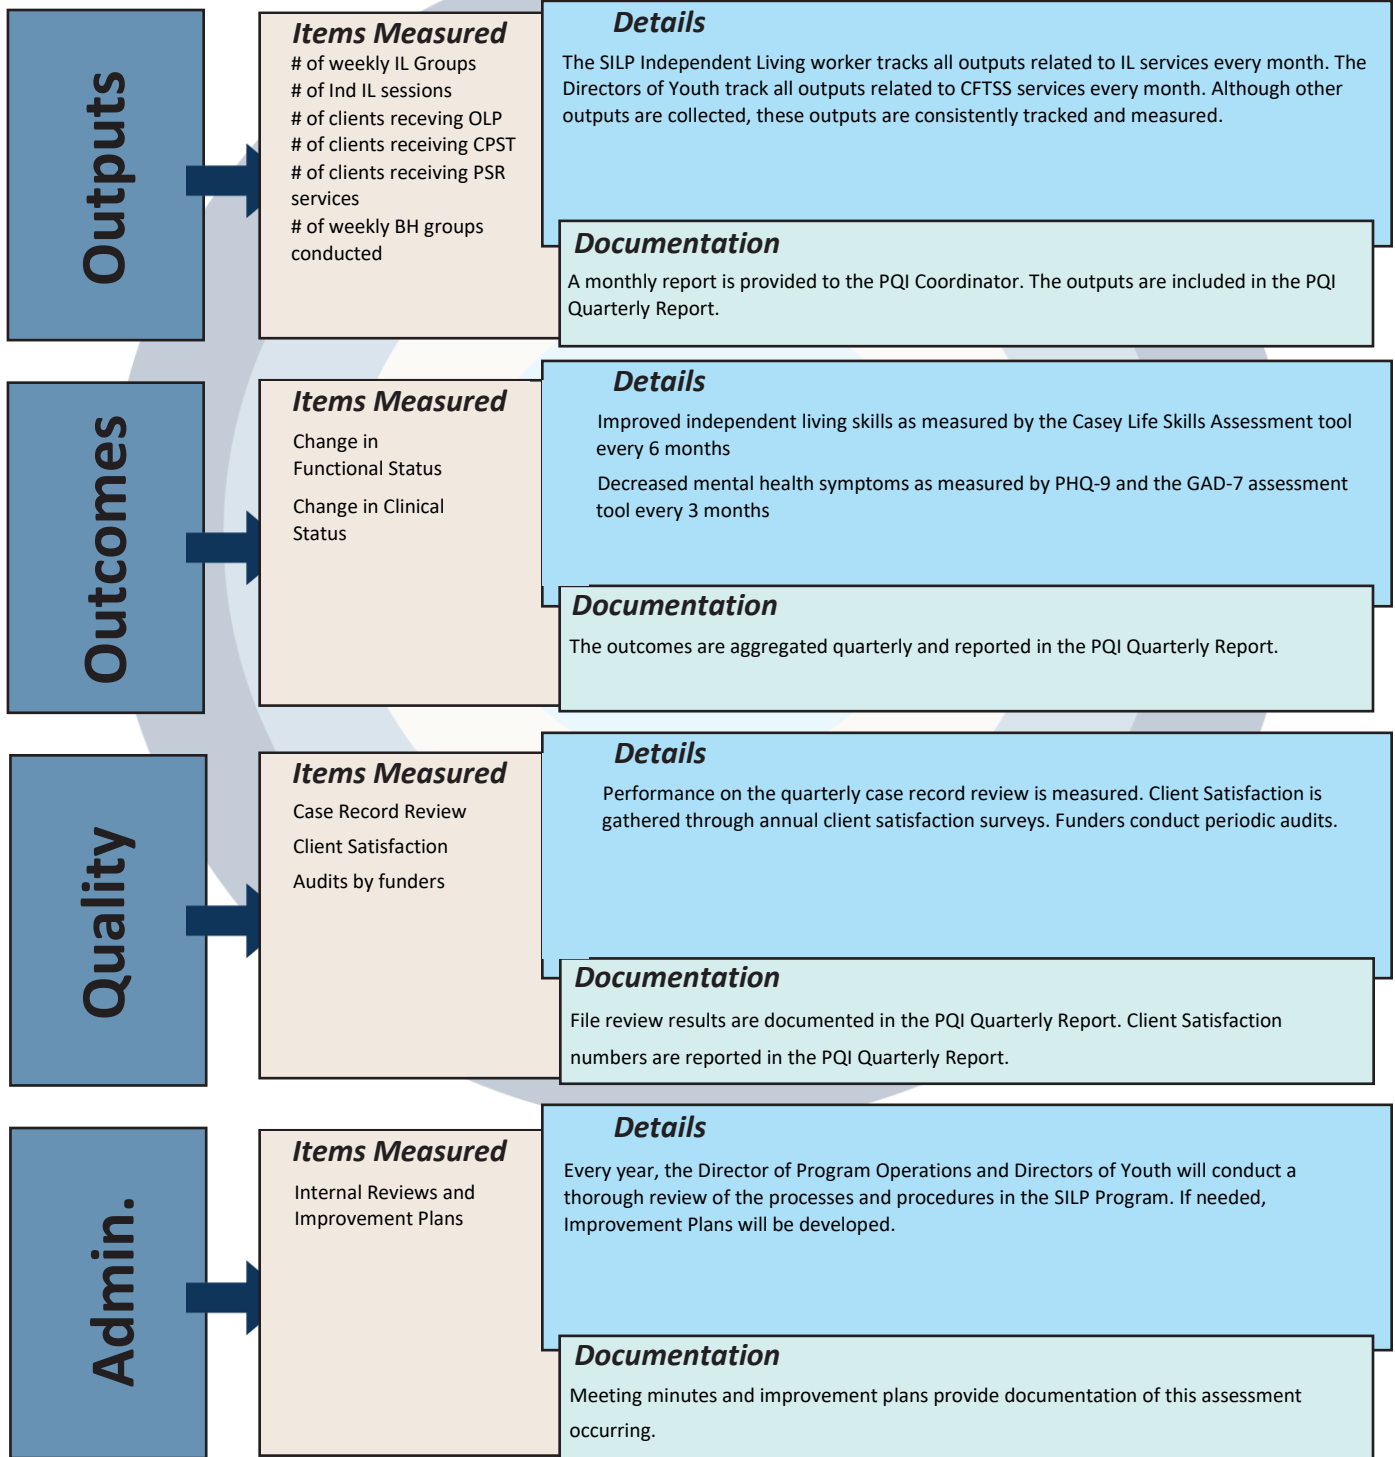 Outputs
Items Measured
# of weekly IL Groups
# of Ind IL sessions
# of clients receving OLP
# of clients receiving CPST
# of clients receiving PSR
services
# of weekly BH groups
conducted
Details
The SILP Independent Living worker tracks all outputs related to IL services every month. The
Directors of Youth track all outputs related to CFTSS services every month. Although other
outputs are collected, these outputs are consistently tracked and measured.
Documentation
A monthly report is provided to the PQI Coordinator. The outputs are included in the PQI
Quarterly Report.
Outcomes
Items Measured
Change in
Functional Status
Change in Clinical
Status
Details
Improved independent living skills as measured by the Casey Life Skills Assessment tool
every 6 months
Decreased mental health symptoms as measured by PHQ-9 and the GAD-7 assessment
tool every 3 months
Documentation
The outcomes are aggregated quarterly and reported in the PQI Quarterly Report.
Quality
Items Measured
Case Record Review
Client Satisfaction
Audits by funders
Details
Performance on the quarterly case record review is measured. Client Satisfaction is
gathered through annual client satisfaction surveys. Funders conduct periodic audits.
Documentation
File review results are documented in the PQI Quarterly Report. Client Satisfaction
numbers are reported in the PQI Quarterly Report.
Admin.
Items Measured
Internal Reviews and
Improvement Plans
Details
Every year, the Director of Program Operations and Directors of Youth will conduct a
thorough review of the processes and procedures in the SILP Program. If needed,
Improvement Plans will be developed.
Documentation
Meeting minutes and improvement plans provide documentation of this assessment
occurring.